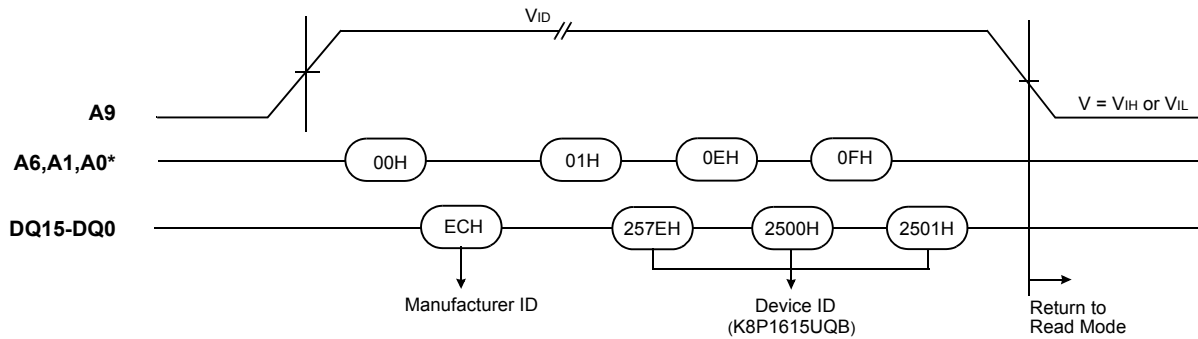 VID
A9
V = VIH or VIL
A6,A1,A0*
00H
01H
0EH
0FH
DQ15-DQ0
ECH
257EH
2500H
2501H
Manufacturer ID
Device ID
(K8P1615UQB)
Return to
Read Mode